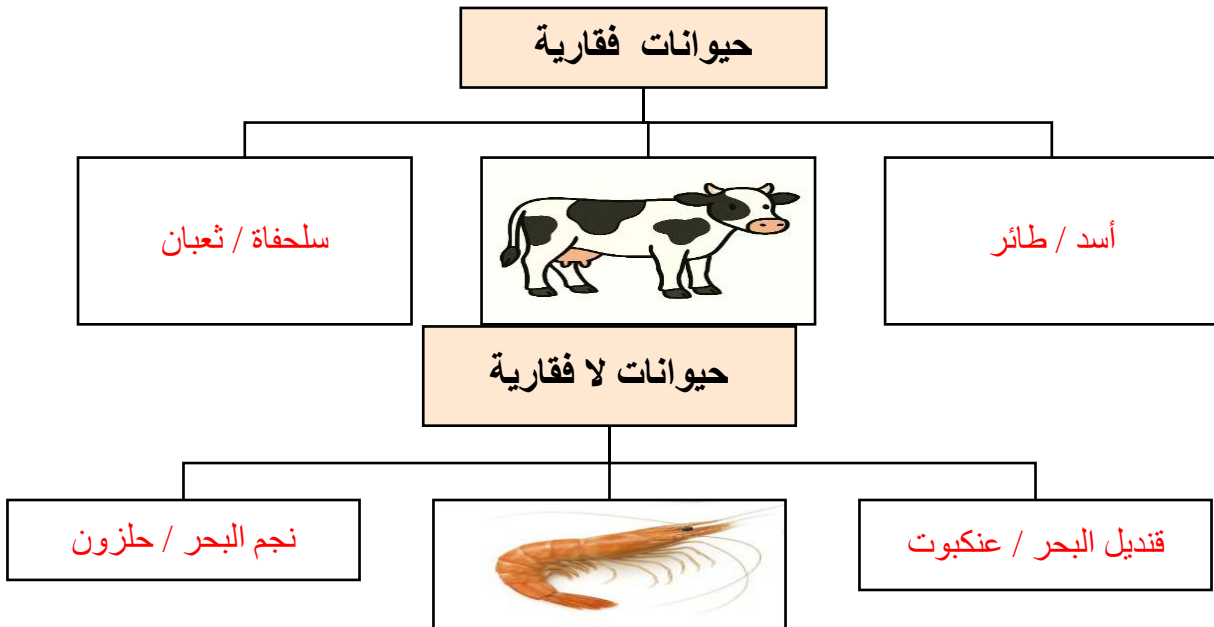 حيوانات فقارية
أسد / طائر
سلحفاة / ثعبان
حيوانات لا فقارية
قنديل البحر / عنكبوت
نجم البحر / حلزون